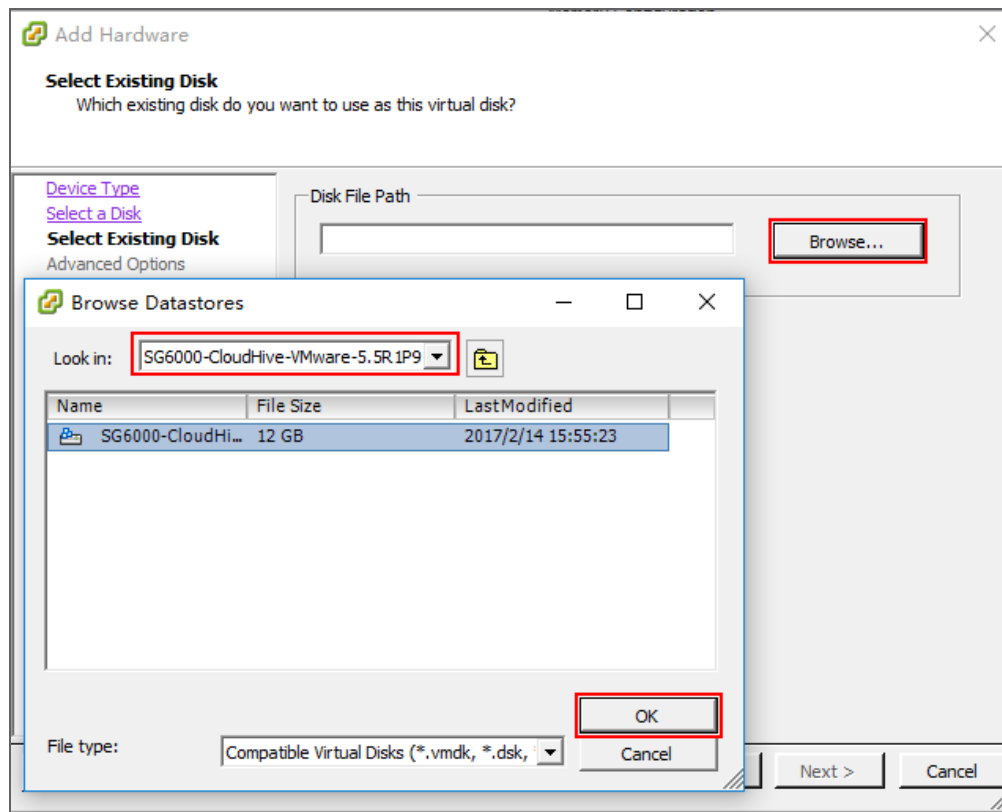 Add Hardware
Select Existing Disk
Which existing disk do you want to use as this virtual disk?
Device Type
Select a Disk
Select Existing Disk
Advanced Options
Disk File Path
Browse...
Browse Datastores
Look in: SG6000-CloudHive-VMware-5.5R1P9
Name File Size LastModified
SG6000-CloudHi... 12 GB 2017/2/14 15:55:23
OK
File type: Compatible Virtual Disks (*.vmdk, *.dsk,
Cancel
Next > Cancel